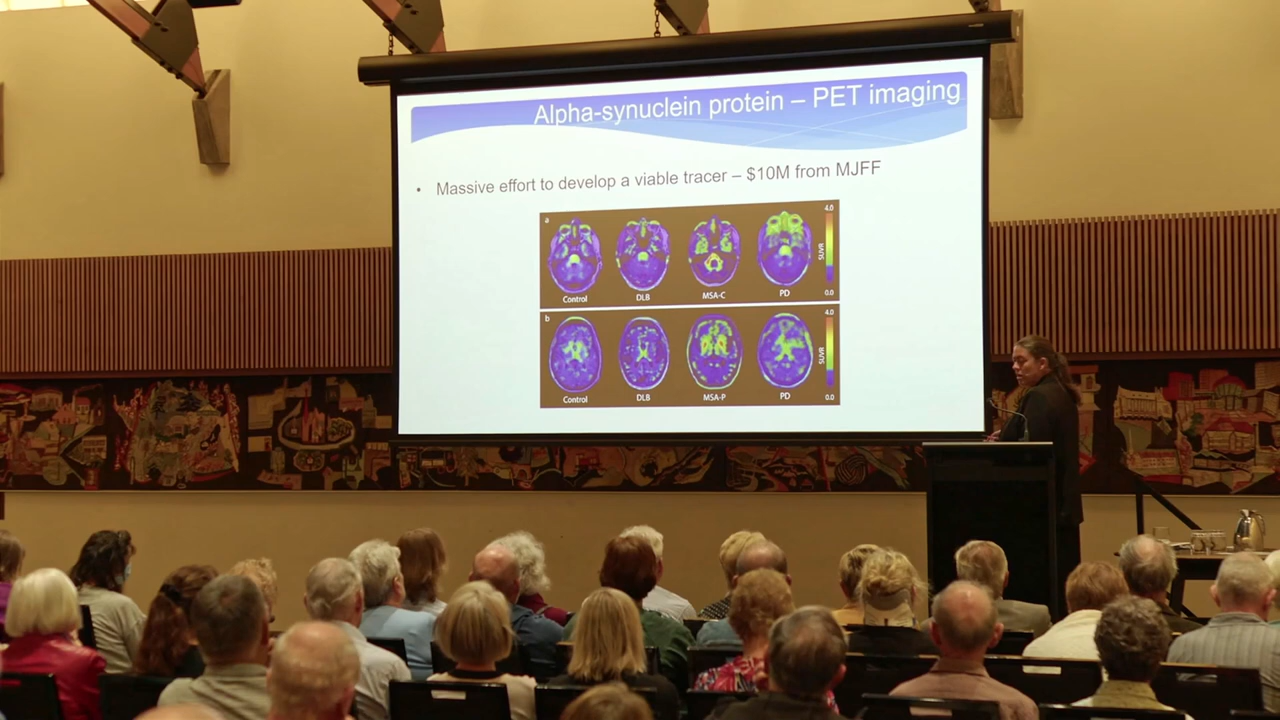 Alpha-synuclein protein – PET imaging
• Massive effort to develop a viable tracer – $10M from MJFF
a
4.0
SUVR
0.0
Control DLB MSA-C PD
b
4.0
SUVR
0.0
Control DLB MSA-P PD